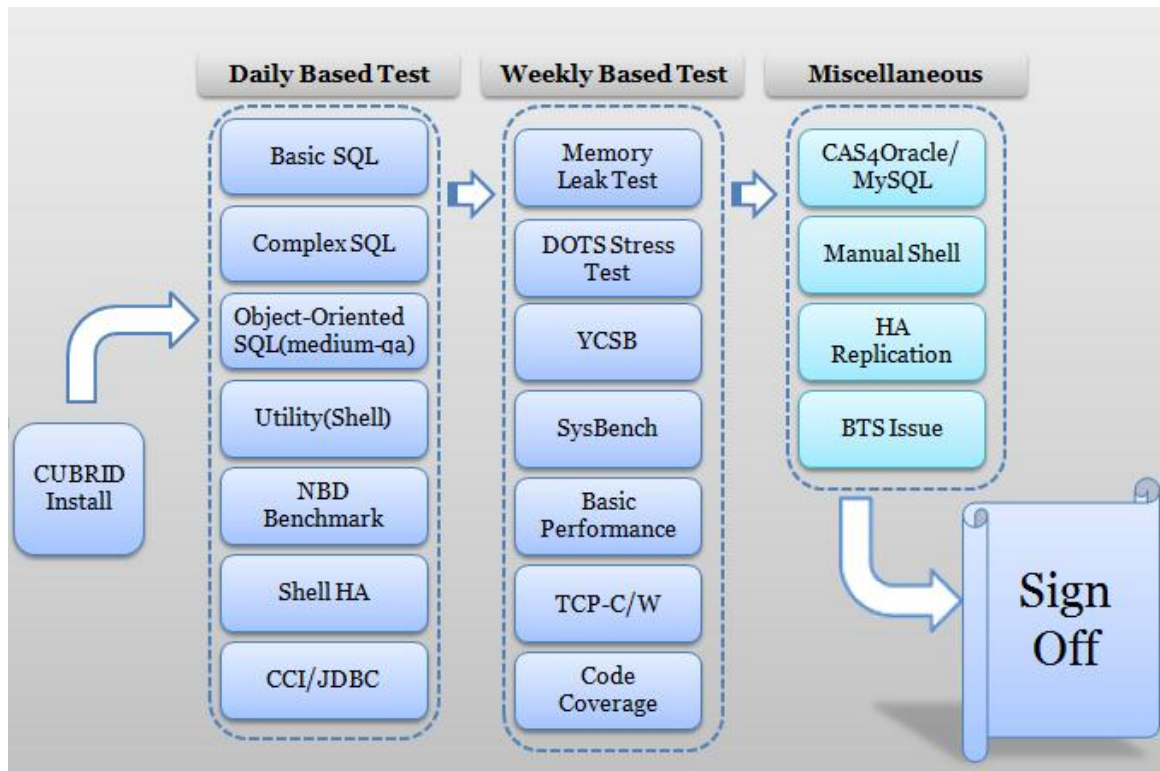 Daily Based Test
Weekly Based Test
Miscellaneous
CUBRID
Install
Basic SQL
Complex SQL
Object-Oriented
SQL(medium-qa)
Utility(Shell)
NBD
Benchmark
Shell HA
CCI/JDBC
Memory
Leak Test
DOTS Stress
Test
YCSB
SysBench
Basic
Performance
TCP-C/W
Code
Coverage
CAS4Oracle/
MySQL
Manual Shell
HA
Replication
BTS Issue
Sign
Off